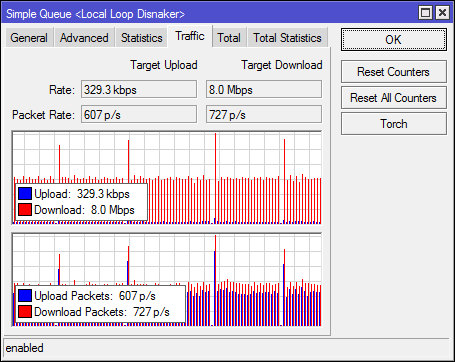 Simple Queue <Local Loop Disnaker>
General Advanced Statistics Traffic Total Total Statistics
Target Upload Target Download
Rate: 329.3 kbps 8.0 Mbps
Packet Rate: 607 p/s 727 p/s
Upload: 329.3 kbps
Download: 8.0 Mbps
Upload Packets: 607 p/s
Download Packets: 727 p/s
OK
Reset Counters
Reset All Counters
Torch
enabled